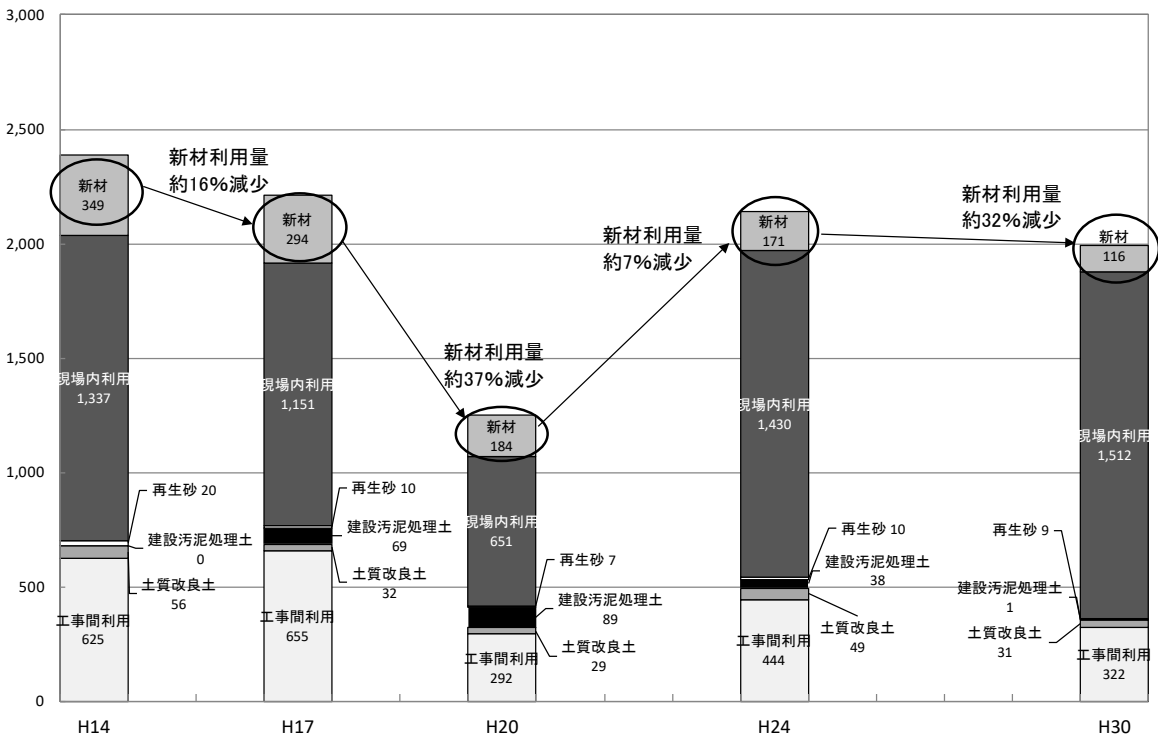 3,000
2,500
2,000
1,500
1,000
500
0
新材
349
現場内利用
1,337
再生砂 20
建設汚泥処理土
0
土質改良土
56
工事間利用
625
H14
新材利用量
約16%減少
新材
294
現場内利用
1,151
再生砂 10
建設汚泥処理土
69
土質改良土
32
工事間利用
655
H17
新材利用量
約37%減少
新材
184
現場内利用
651
再生砂 7
建設汚泥処理土
89
土質改良土
29
工事間利用
292
H20
新材利用量
約7%減少
新材
171
現場内利用
1,430
再生砂 10
建設汚泥処理土
38
土質改良土
49
工事間利用
444
H24
新材利用量
約32%減少
新材
116
現場内利用
1,512
再生砂 9
建設汚泥処理土
1
土質改良土
31
工事間利用
322
H30